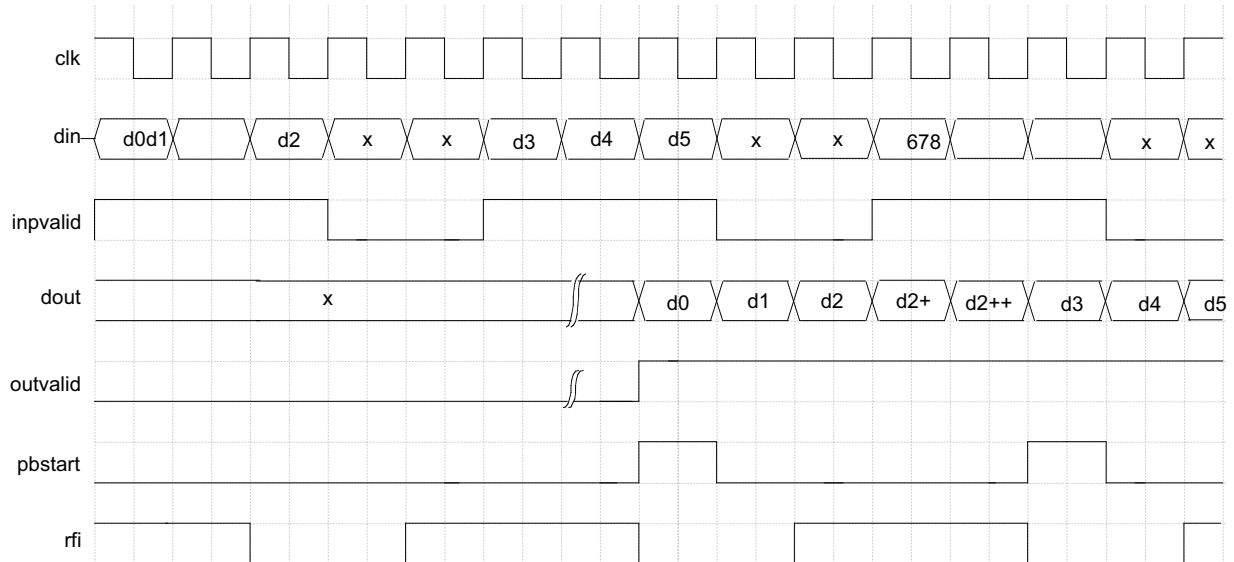 clk
din d0d1 d2 x x d3 d4 d5 x x 678 x x
inpvalid
dout x d0 d1 d2 d2+ d2++ d3 d4 d5
outvalid
pbstart
rfi